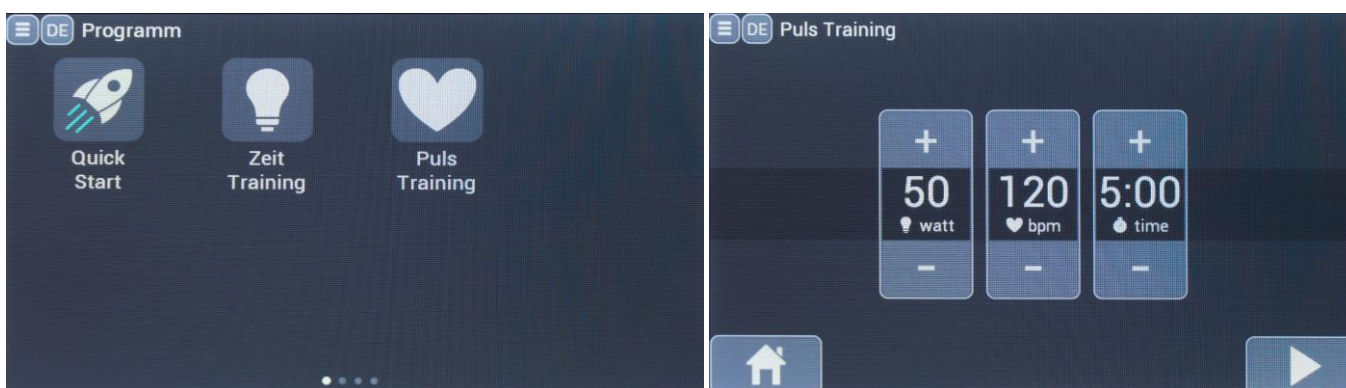 DE Programm
Quick
Start
Zeit
Training
Puls
Training
DE Puls Training
+ + +
50 120 5:00
watt bpm time
- - -